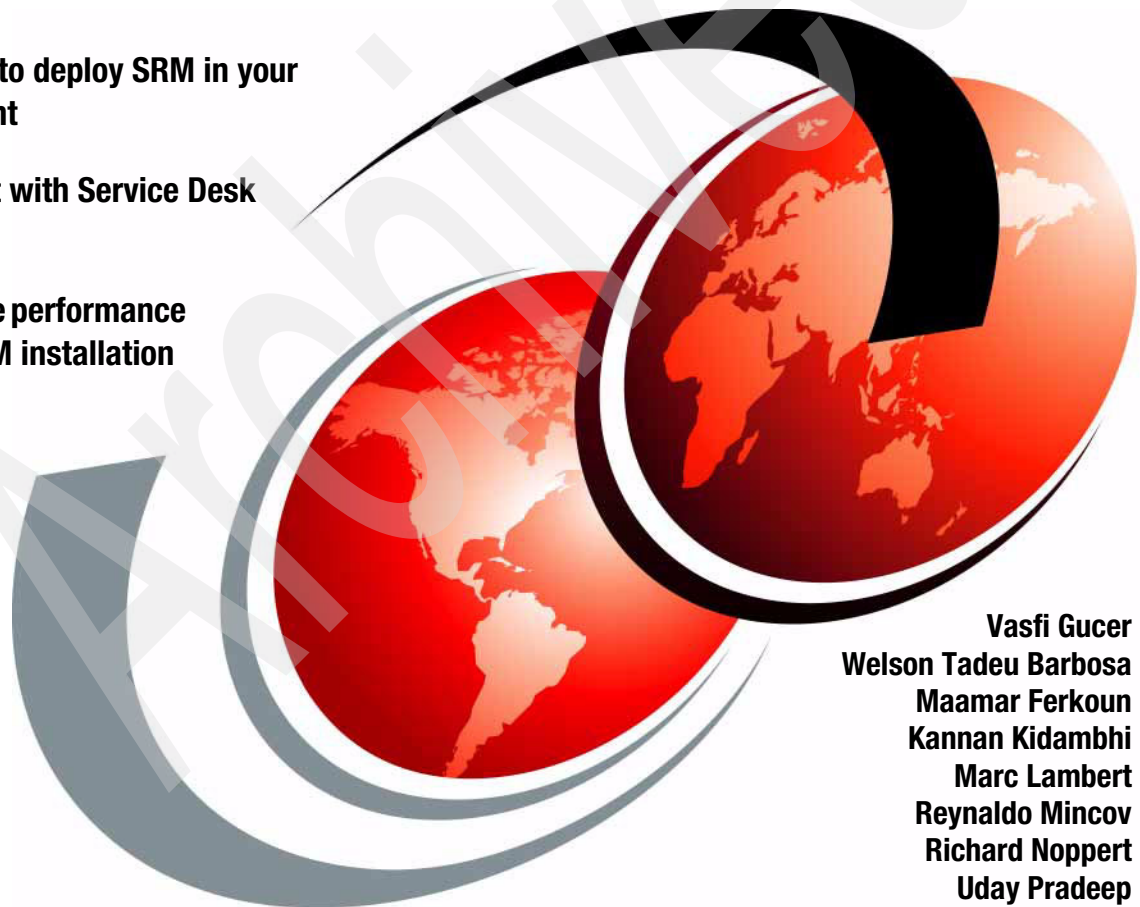 to deploy SRM in your
nt
t with Service Desk
e performance
M installation
Archive
Vasfi Gucer
Welson Tadeu Barbosa
Maamar Ferkoun
Kannan Kidambhi
Marc Lambert
Reynaldo Mincov
Richard Noppert
Uday Pradeep